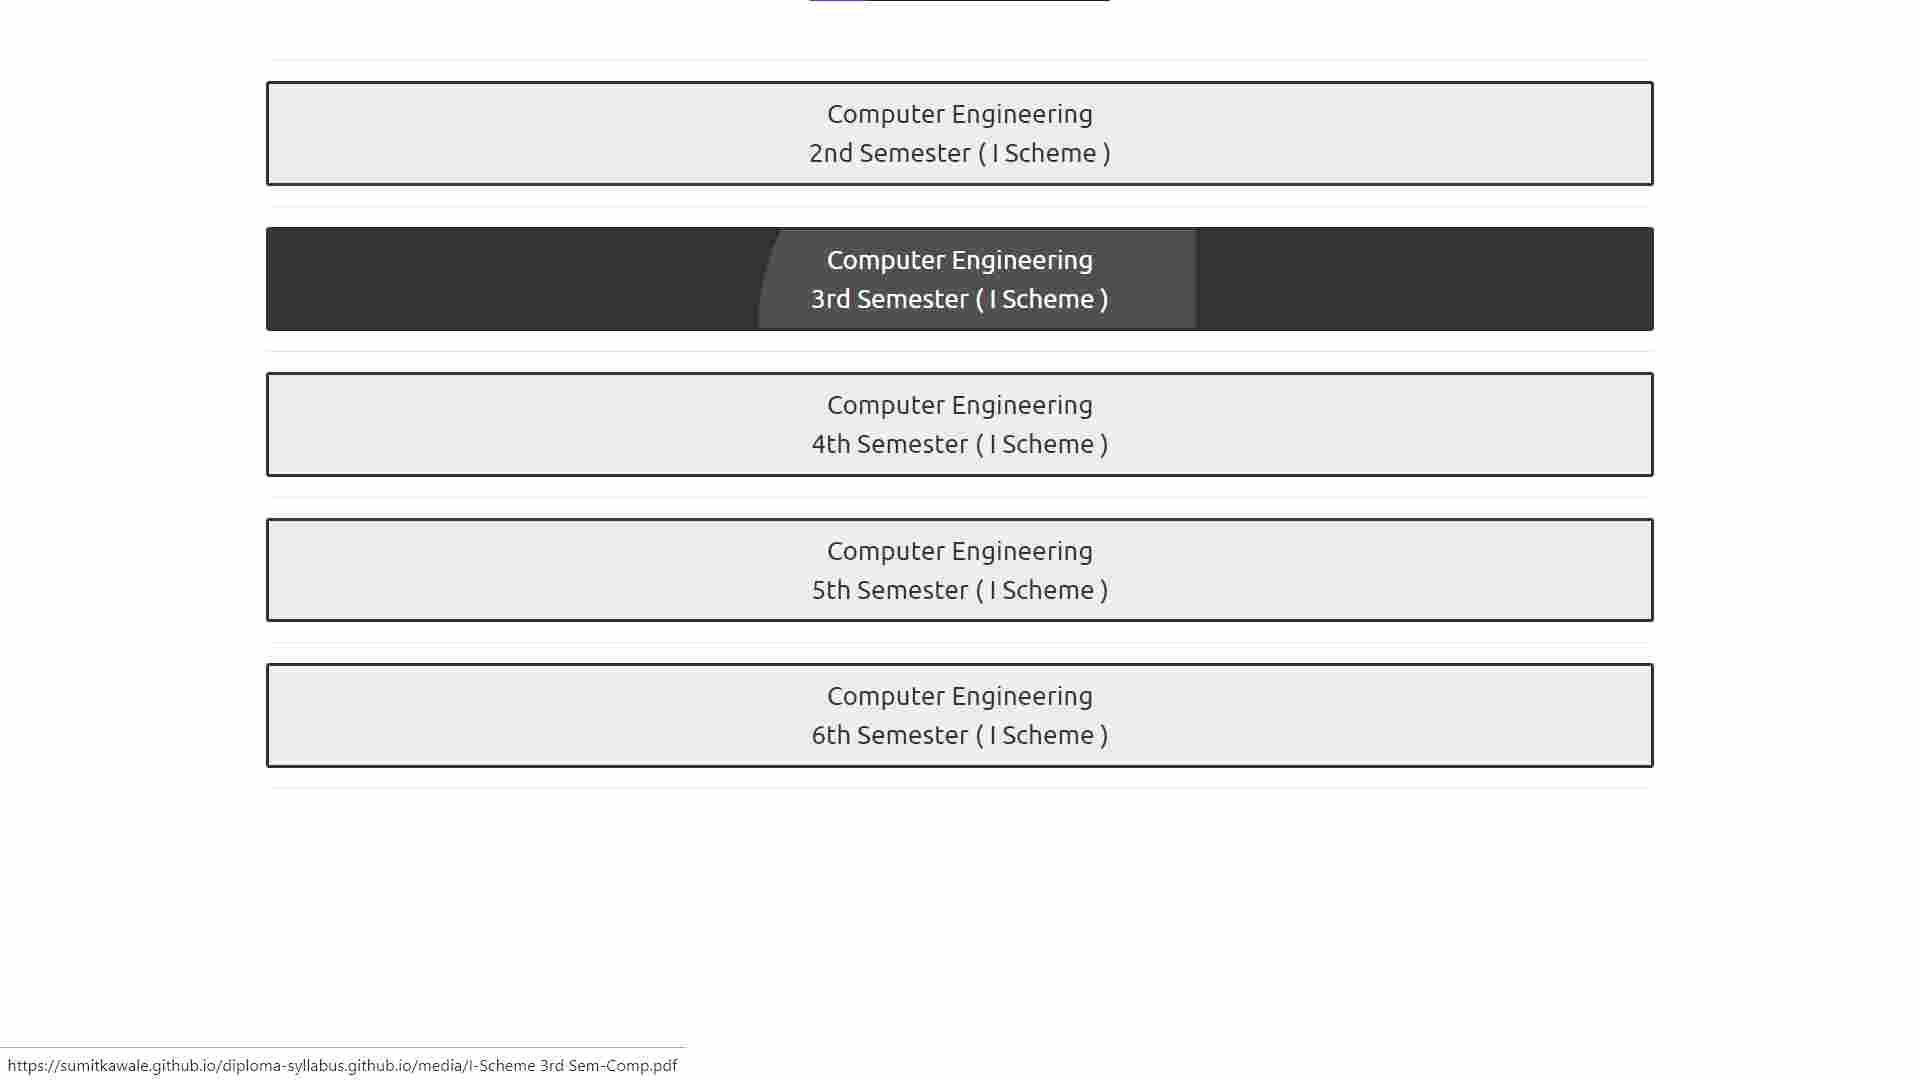 Computer Engineering
2nd Semester ( I Scheme )
Computer Engineering
3rd Semester ( I Scheme )
Computer Engineering
4th Semester ( I Scheme )
Computer Engineering
5th Semester ( I Scheme )
Computer Engineering
6th Semester ( I Scheme )
https://sumitkawale.github.io/diploma-syllabus.github.io/media/I-Scheme 3rd Sem-Comp.pdf